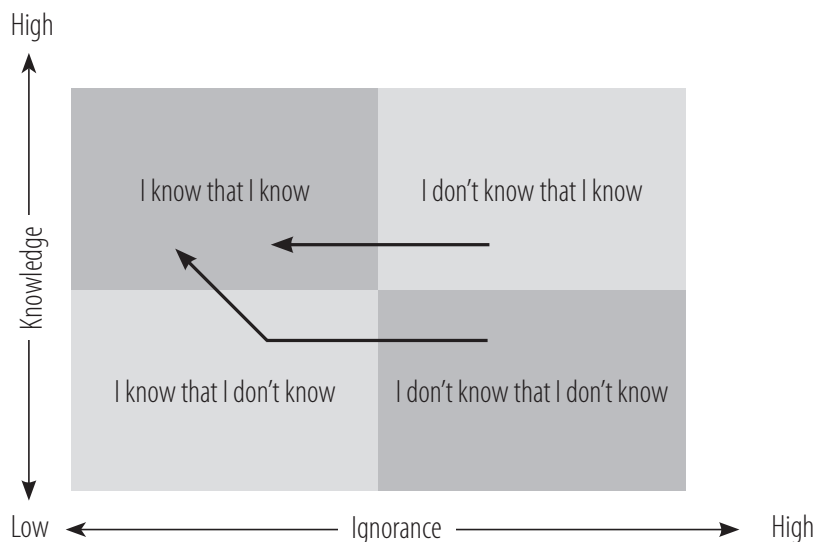 High
I know that I know
I don’t know that I know
Knowledge
I know that I don’t know
I don’t know that I don’t know
Low
Ignorance
High